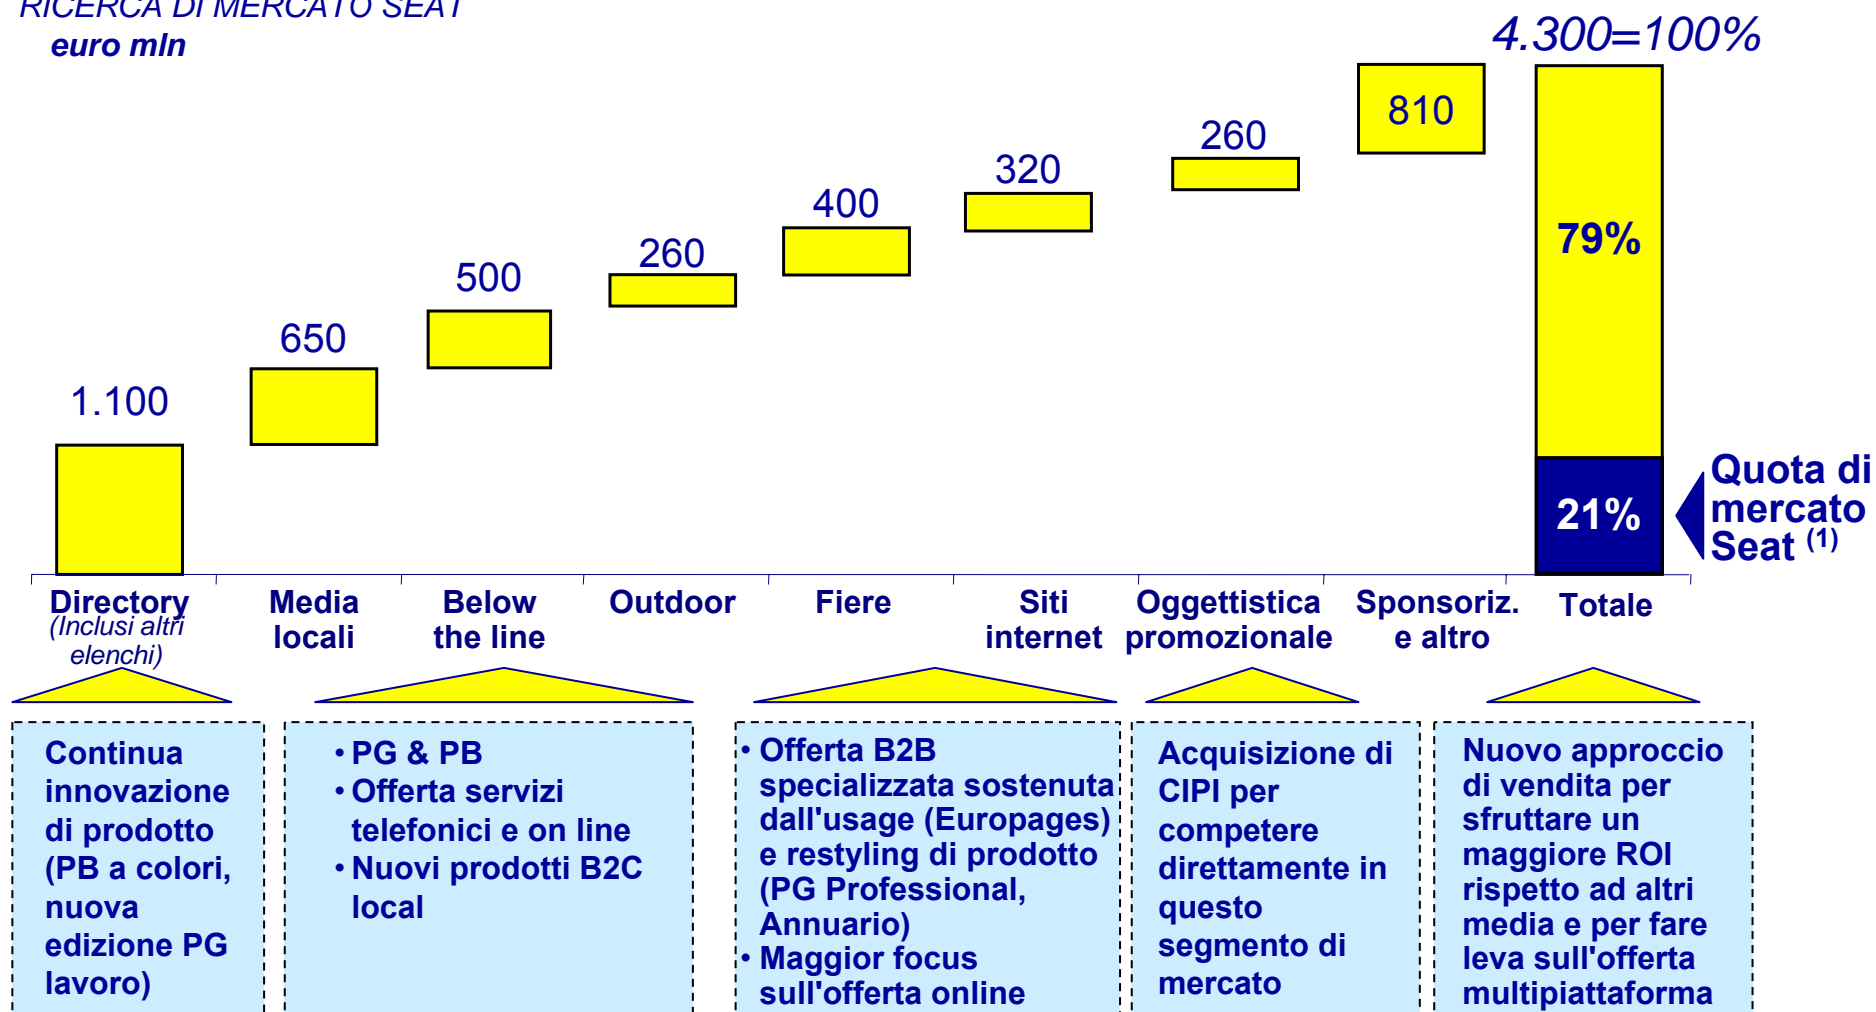 RICERCA DI MERCATO SEAT
euro mln
4.300=100%
1.100
650
500
260
400
320
260
810
79%
21%
Quota di
mercato
Seat (1)
Directory
(Inclusi altri
elenchi)
Media
locali
Below
the line
Outdoor
Fiere
Siti
internet
Oggettistica
promozionale
Sponsoriz.
e altro
Totale
Continua
innovazione
di prodotto
(PB a colori,
nuova
edizione PG
lavoro)
• PG & PB
• Offerta servizi
telefonici e on line
• Nuovi prodotti B2C
local
• Offerta B2B
specializzata sostenuta
dall'usage (Europages)
e restyling di prodotto
(PG Professional,
Annuario)
• Maggior focus
sull'offerta online
Acquisizione di
CIPI per
competere
direttamente in
questo
segmento di
mercato
Nuovo approccio
di vendita per
sfruttare un
maggiore ROI
rispetto ad altri
media e per fare
leva sull'offerta
multipiattaforma